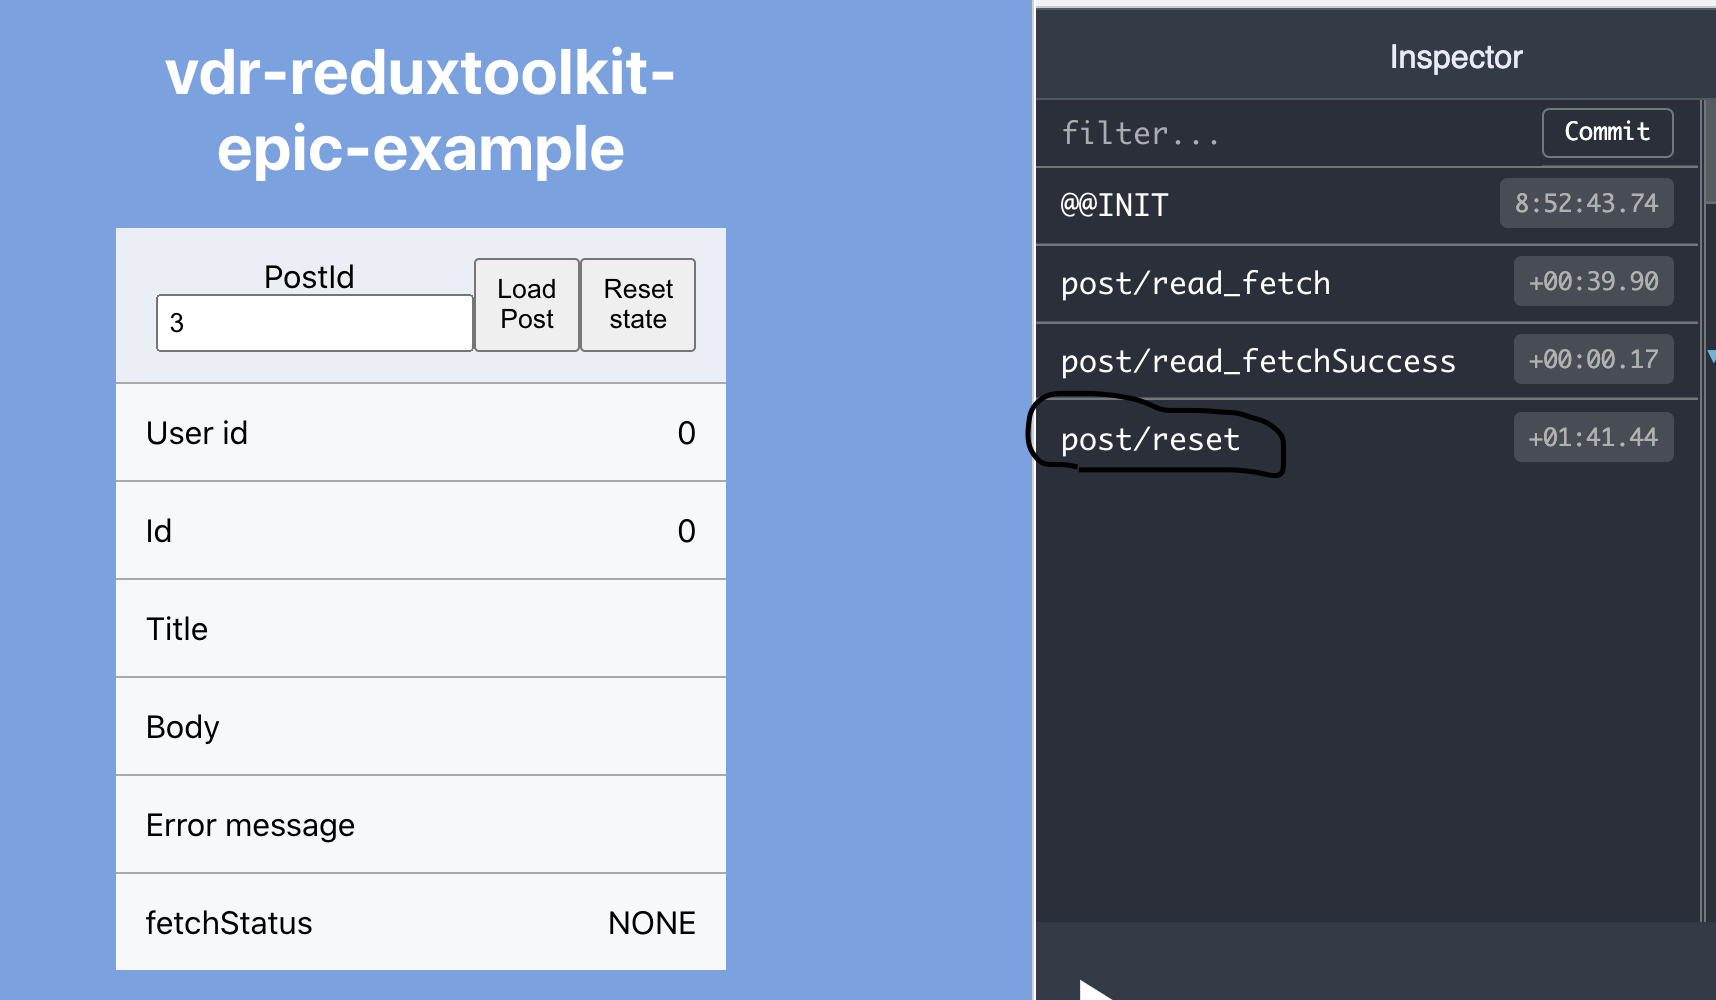 vdr-reduxtoolkit-
epic-example
PostId
3
Load
Post
Reset
state
User id 0
Id 0
Title
Body
Error message
fetchStatus NONE
Inspector
filter... Commit
@@INIT 8:52:43.74
post/read_fetch +00:39.90
post/read_fetchSuccess +00:00.17
post/reset +01:41.44